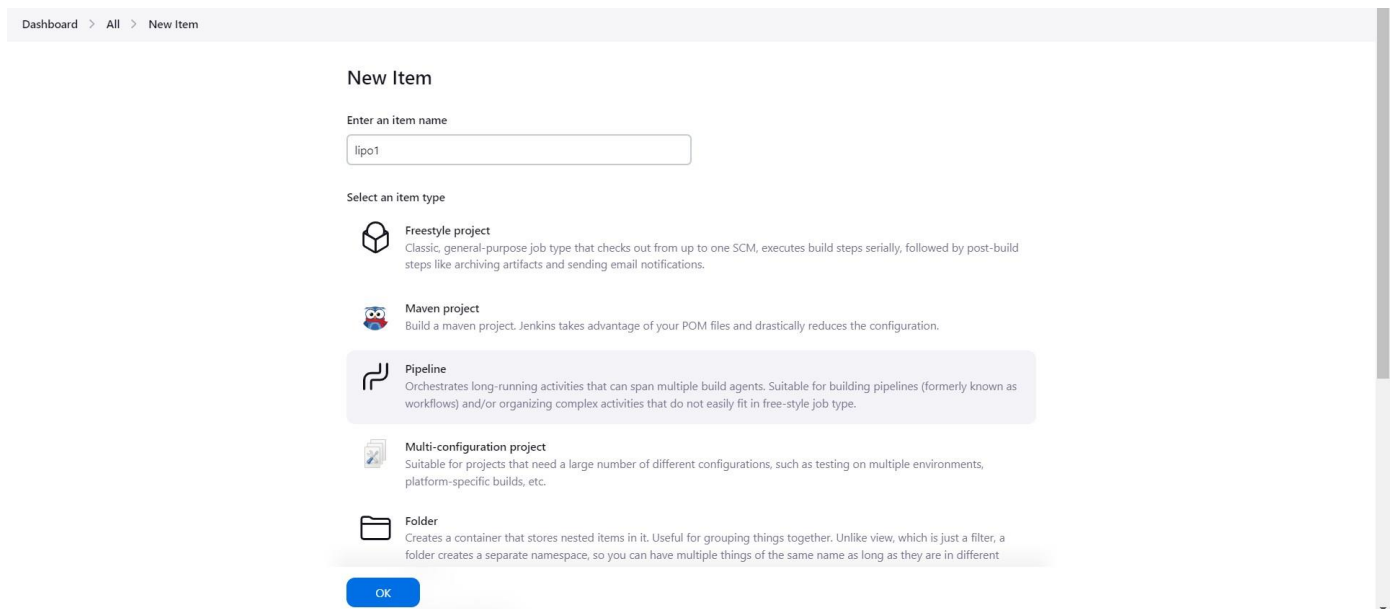 Dashboard > All > New Item
New Item
Enter an item name
lipo1
Select an item type
Freestyle project
Classic, general-purpose job type that checks out from up to one SCM, executes build steps serially, followed by post-build
steps like archiving artifacts and sending email notifications.
Maven project
Build a maven project. Jenkins takes advantage of your POM files and drastically reduces the configuration.
Pipeline
Orchestrates long-running activities that can span multiple build agents. Suitable for building pipelines (formerly known as
workflows) and/or organizing complex activities that do not easily fit in free-style job type.
Multi-configuration project
Suitable for projects that need a large number of different configurations, such as testing on multiple environments,
platform-specific builds, etc.
Folder
Creates a container that stores nested items in it. Useful for grouping things together. Unlike view, which is just a filter, a
folder creates a separate namespace, so you can have multiple things of the same name as long as they are in different
OK